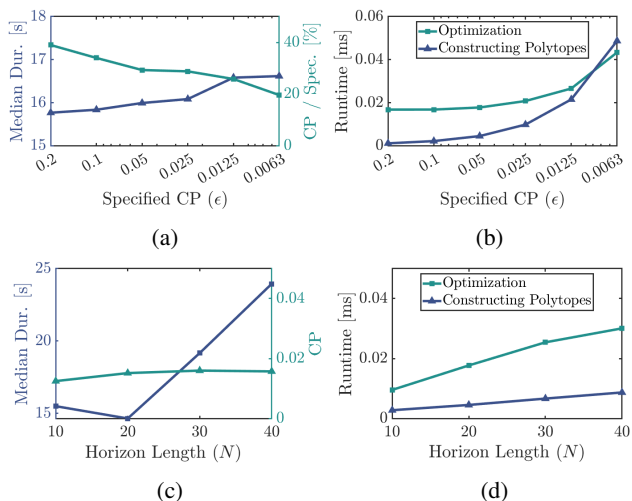 18
17
16
15
Median Dur. [s]
40
20
0
CP / Spec. [%]
0.2
0.1
0.05
0.025
0.0125
0.0063
Specified CP (ϵ)
(a)
0.06
0.04
0.02
0
Runtime [ms]
Optimization
Constructing Polytopes
0.2
0.1
0.05
0.025
0.0125
0.0063
Specified CP (ϵ)
(b)
25
20
15
Median Dur. [s]
0.04
0.02
0
CP
10
20
30
40
Horizon Length (N)
(c)
0.04
0.02
0
Runtime [ms]
Optimization
Constructing Polytopes
10
20
30
40
Horizon Length (N)
(d)